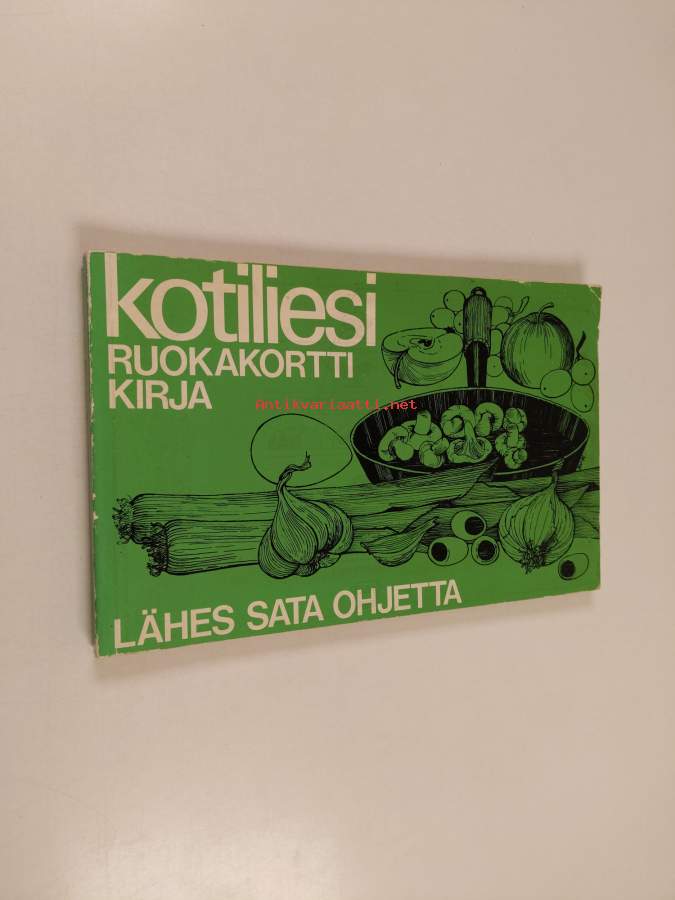 kotiliesi
RUOKAKORTTI
KIRJA
Antikvariaatti.net
LÄHES SATA OHJETTA